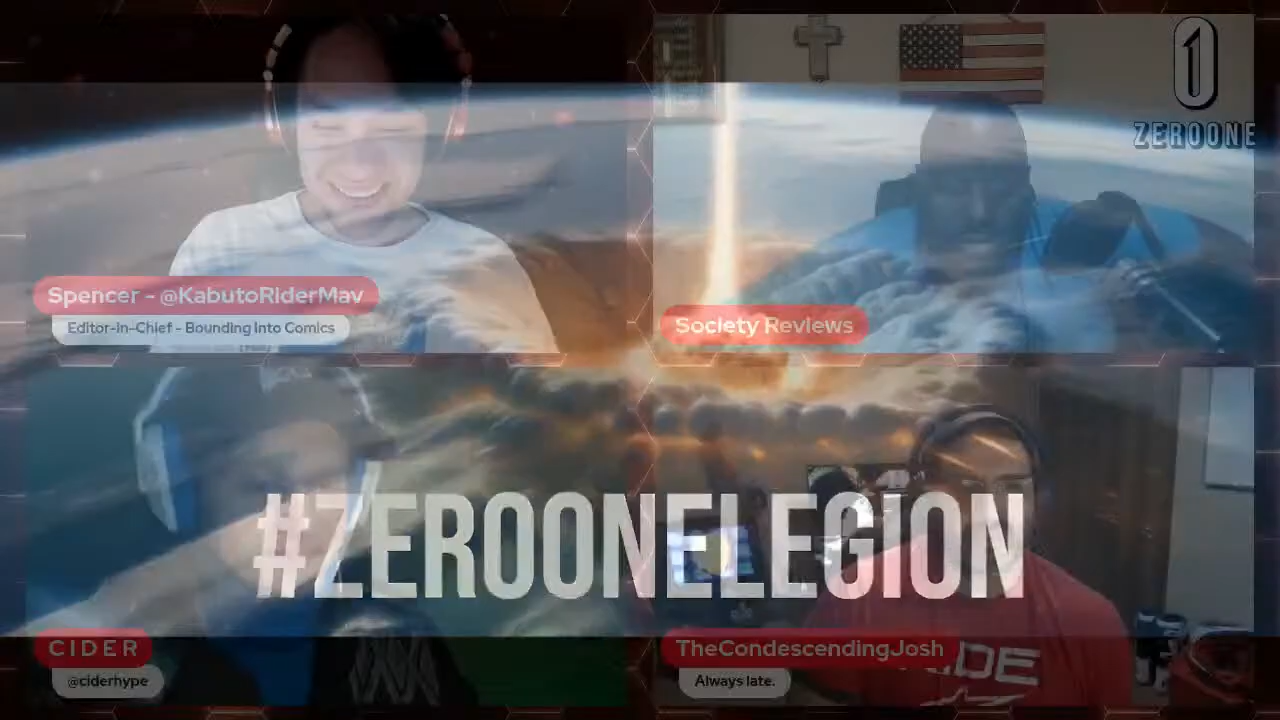 ZEROONE
Spencer - @KabutoRiderMav
Editor-In-Chief - Bounding Into Comics
Society Reviews
#ZEROONELEGION
CIDER
@ciderhype
TheCondescendingJosh
Always late.